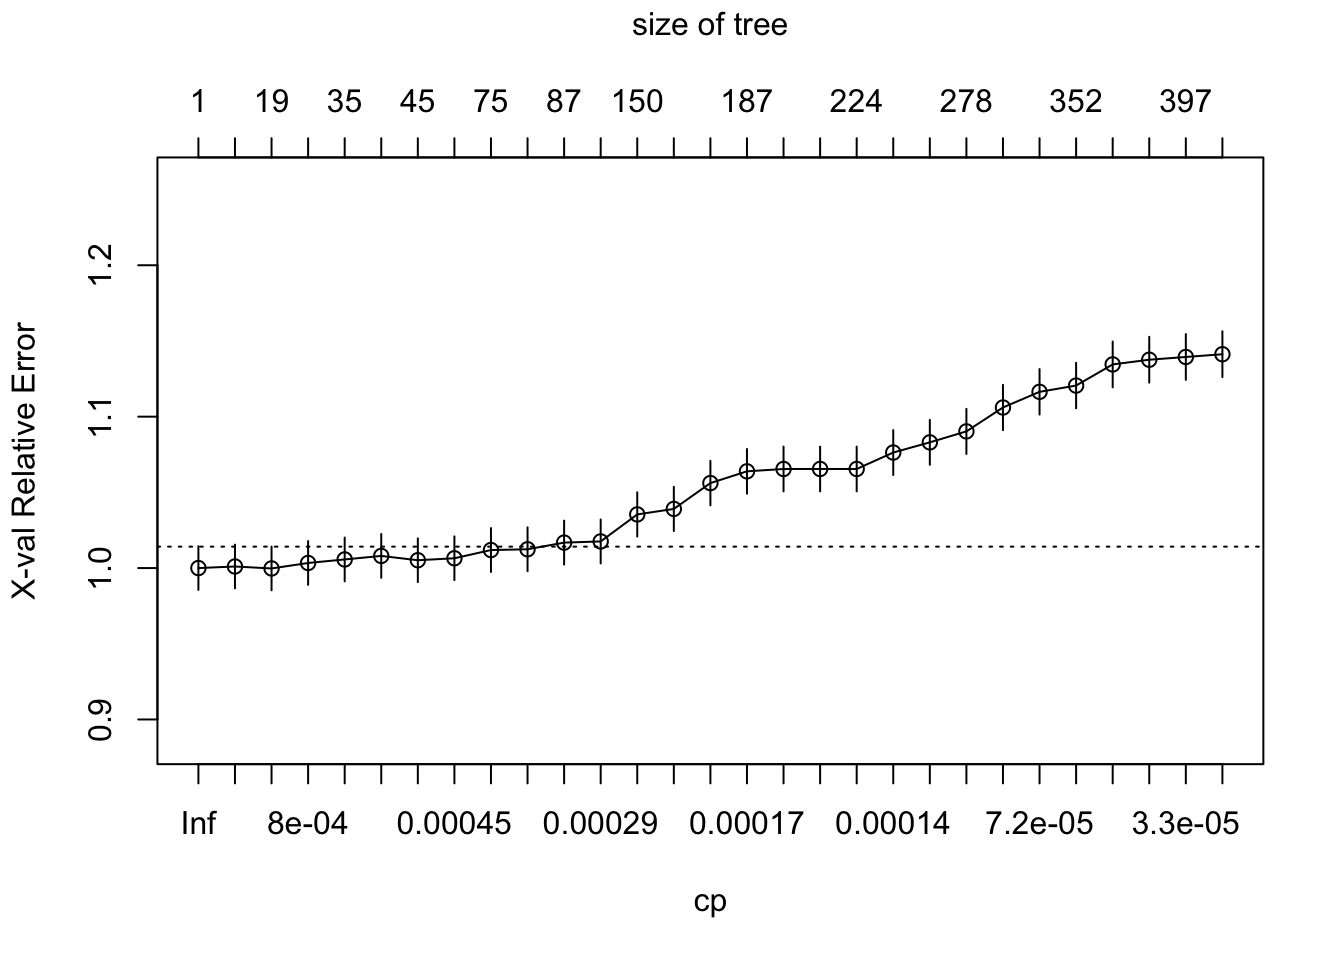 size of tree
1 19 35 45 75 87 150 187 224 278 352 397
X-val Relative Error
1.2
1.1
1.0
0.9
Inf 8e-04 0.00045 0.00029 0.00017 0.00014 7.2e-05 3.3e-05
cp